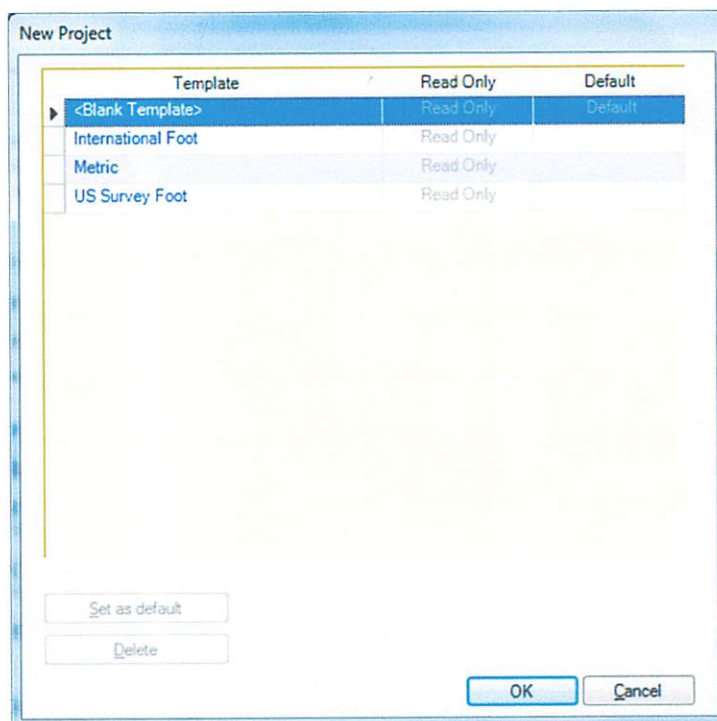 New Project
Template Read Only Default
<Blank Template> Read Only Default
International Foot Read Only
Metric Read Only
US Survey Foot Read Only
Set as default
Delete
OK Cancel